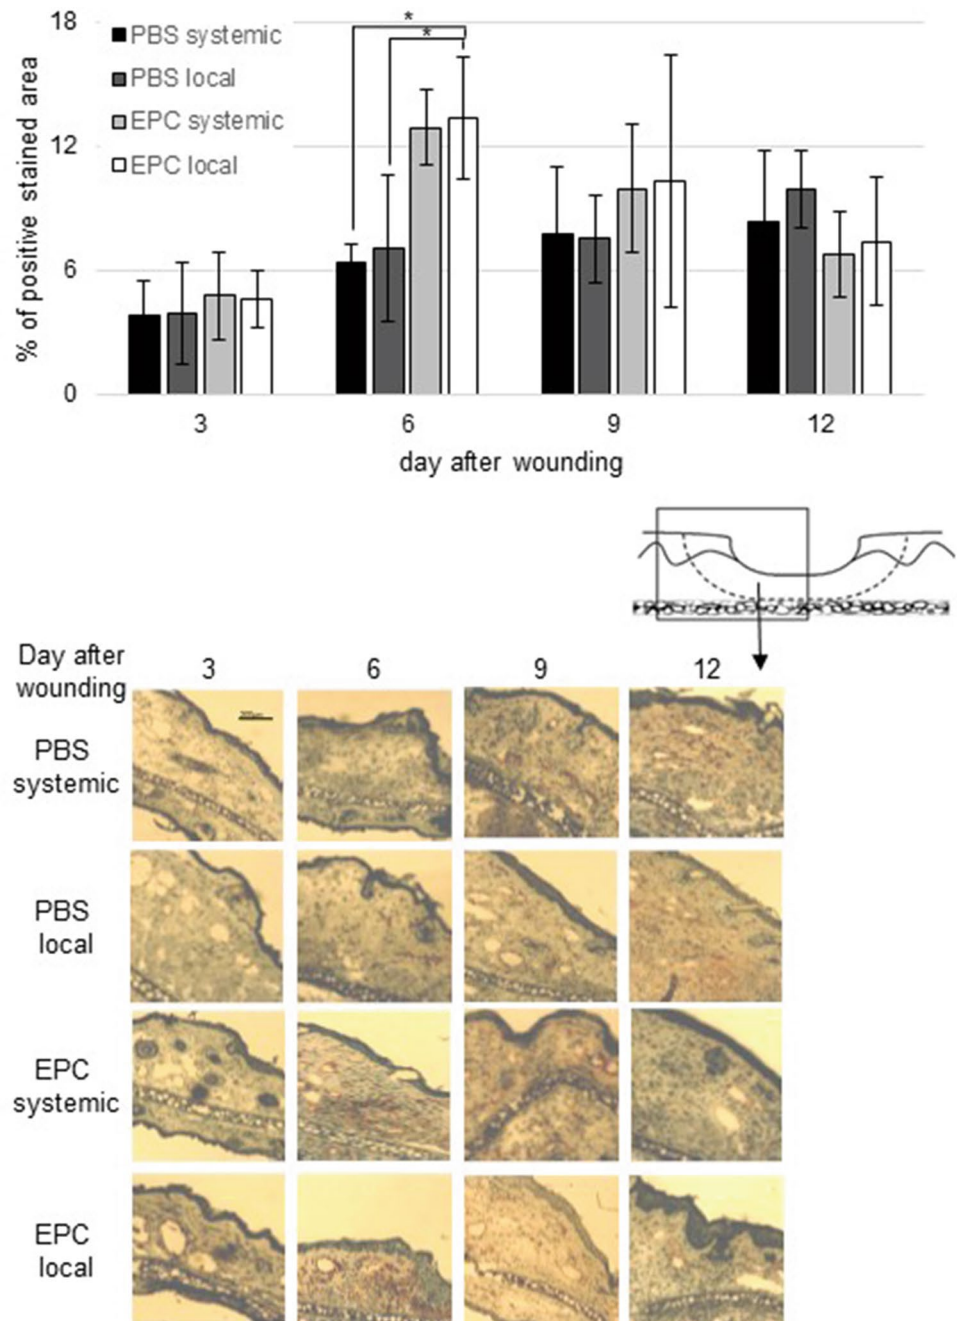 18
12
6
0
% of positive stained area
PBS systemic
PBS local
EPC systemic
EPC local
*
*
3 6 9 12
day after wounding
Day after
wounding
3 6 9 12
PBS
systemic
PBS
local
EPC
systemic
EPC
local